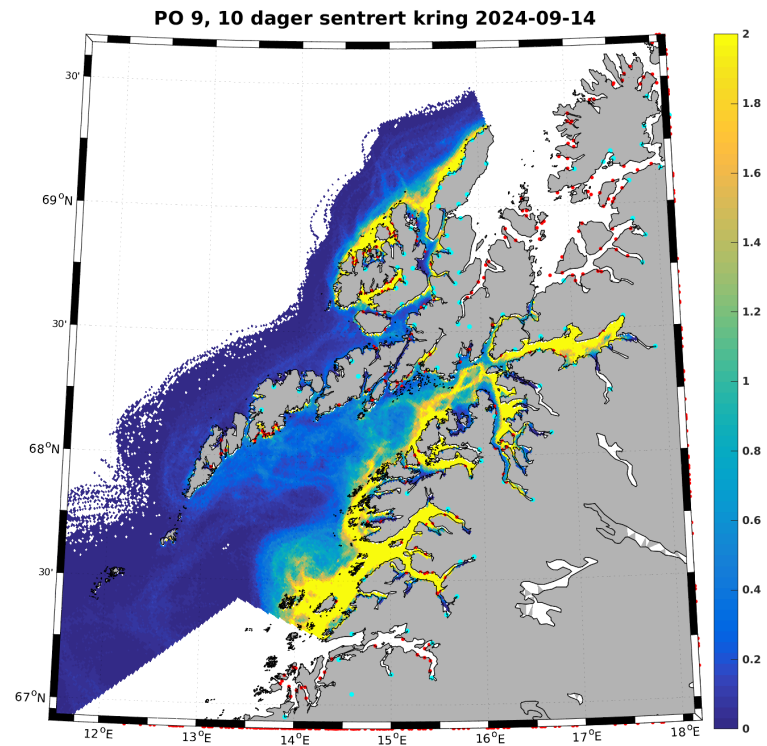 PO 9, 10 dager sentrert kring 2024-09-14
30'
69°N
30'
68°N
30'
67°N
12°E
13°E
14°E
15°E
16°E
17°E
18°E
2
1.8
1.6
1.4
1.2
1
0.8
0.6
0.4
0.2
0